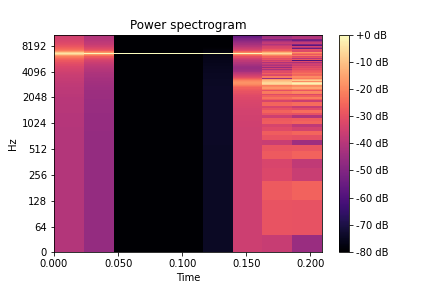 Power spectrogram
Hz
8192
4096
2048
1024
512
256
128
64
0
0.000 0.050 0.100 0.150 0.200
Time
+0 dB
-10 dB
-20 dB
-30 dB
-40 dB
-50 dB
-60 dB
-70 dB
-80 dB